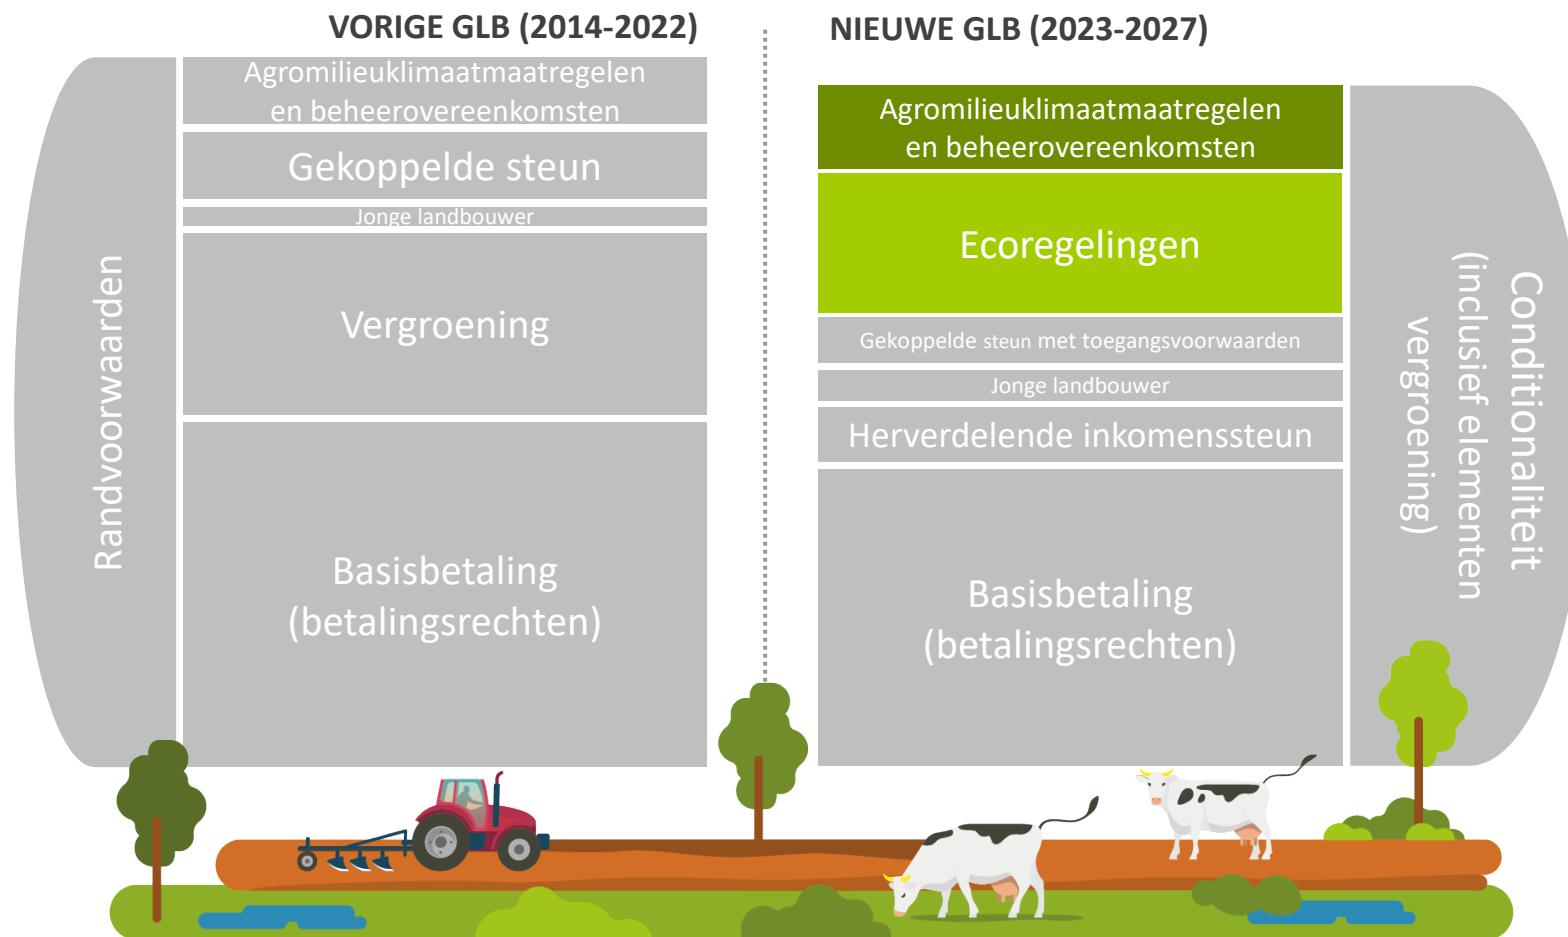 VORIGE GLB (2014-2022)
Randvoorwaarden
Agromilieuklimaatmaatregelen
en beheerovereenkomsten
Gekoppelde steun
Jonge landbouwer
Vergroening
Basisbetaling
(betalingsrechten)
NIEUWE GLB (2023-2027)
Agromilieuklimaatmaatregelen
en beheerovereenkomsten
Ecoregelingen
Gekoppelde steun met toegangsvoorwaarden
Jonge landbouwer
Herverdelende inkomenssteun
Basisbetaling
(betalingsrechten)
Conditionaliteit
(inclusief elementen
vergroening)